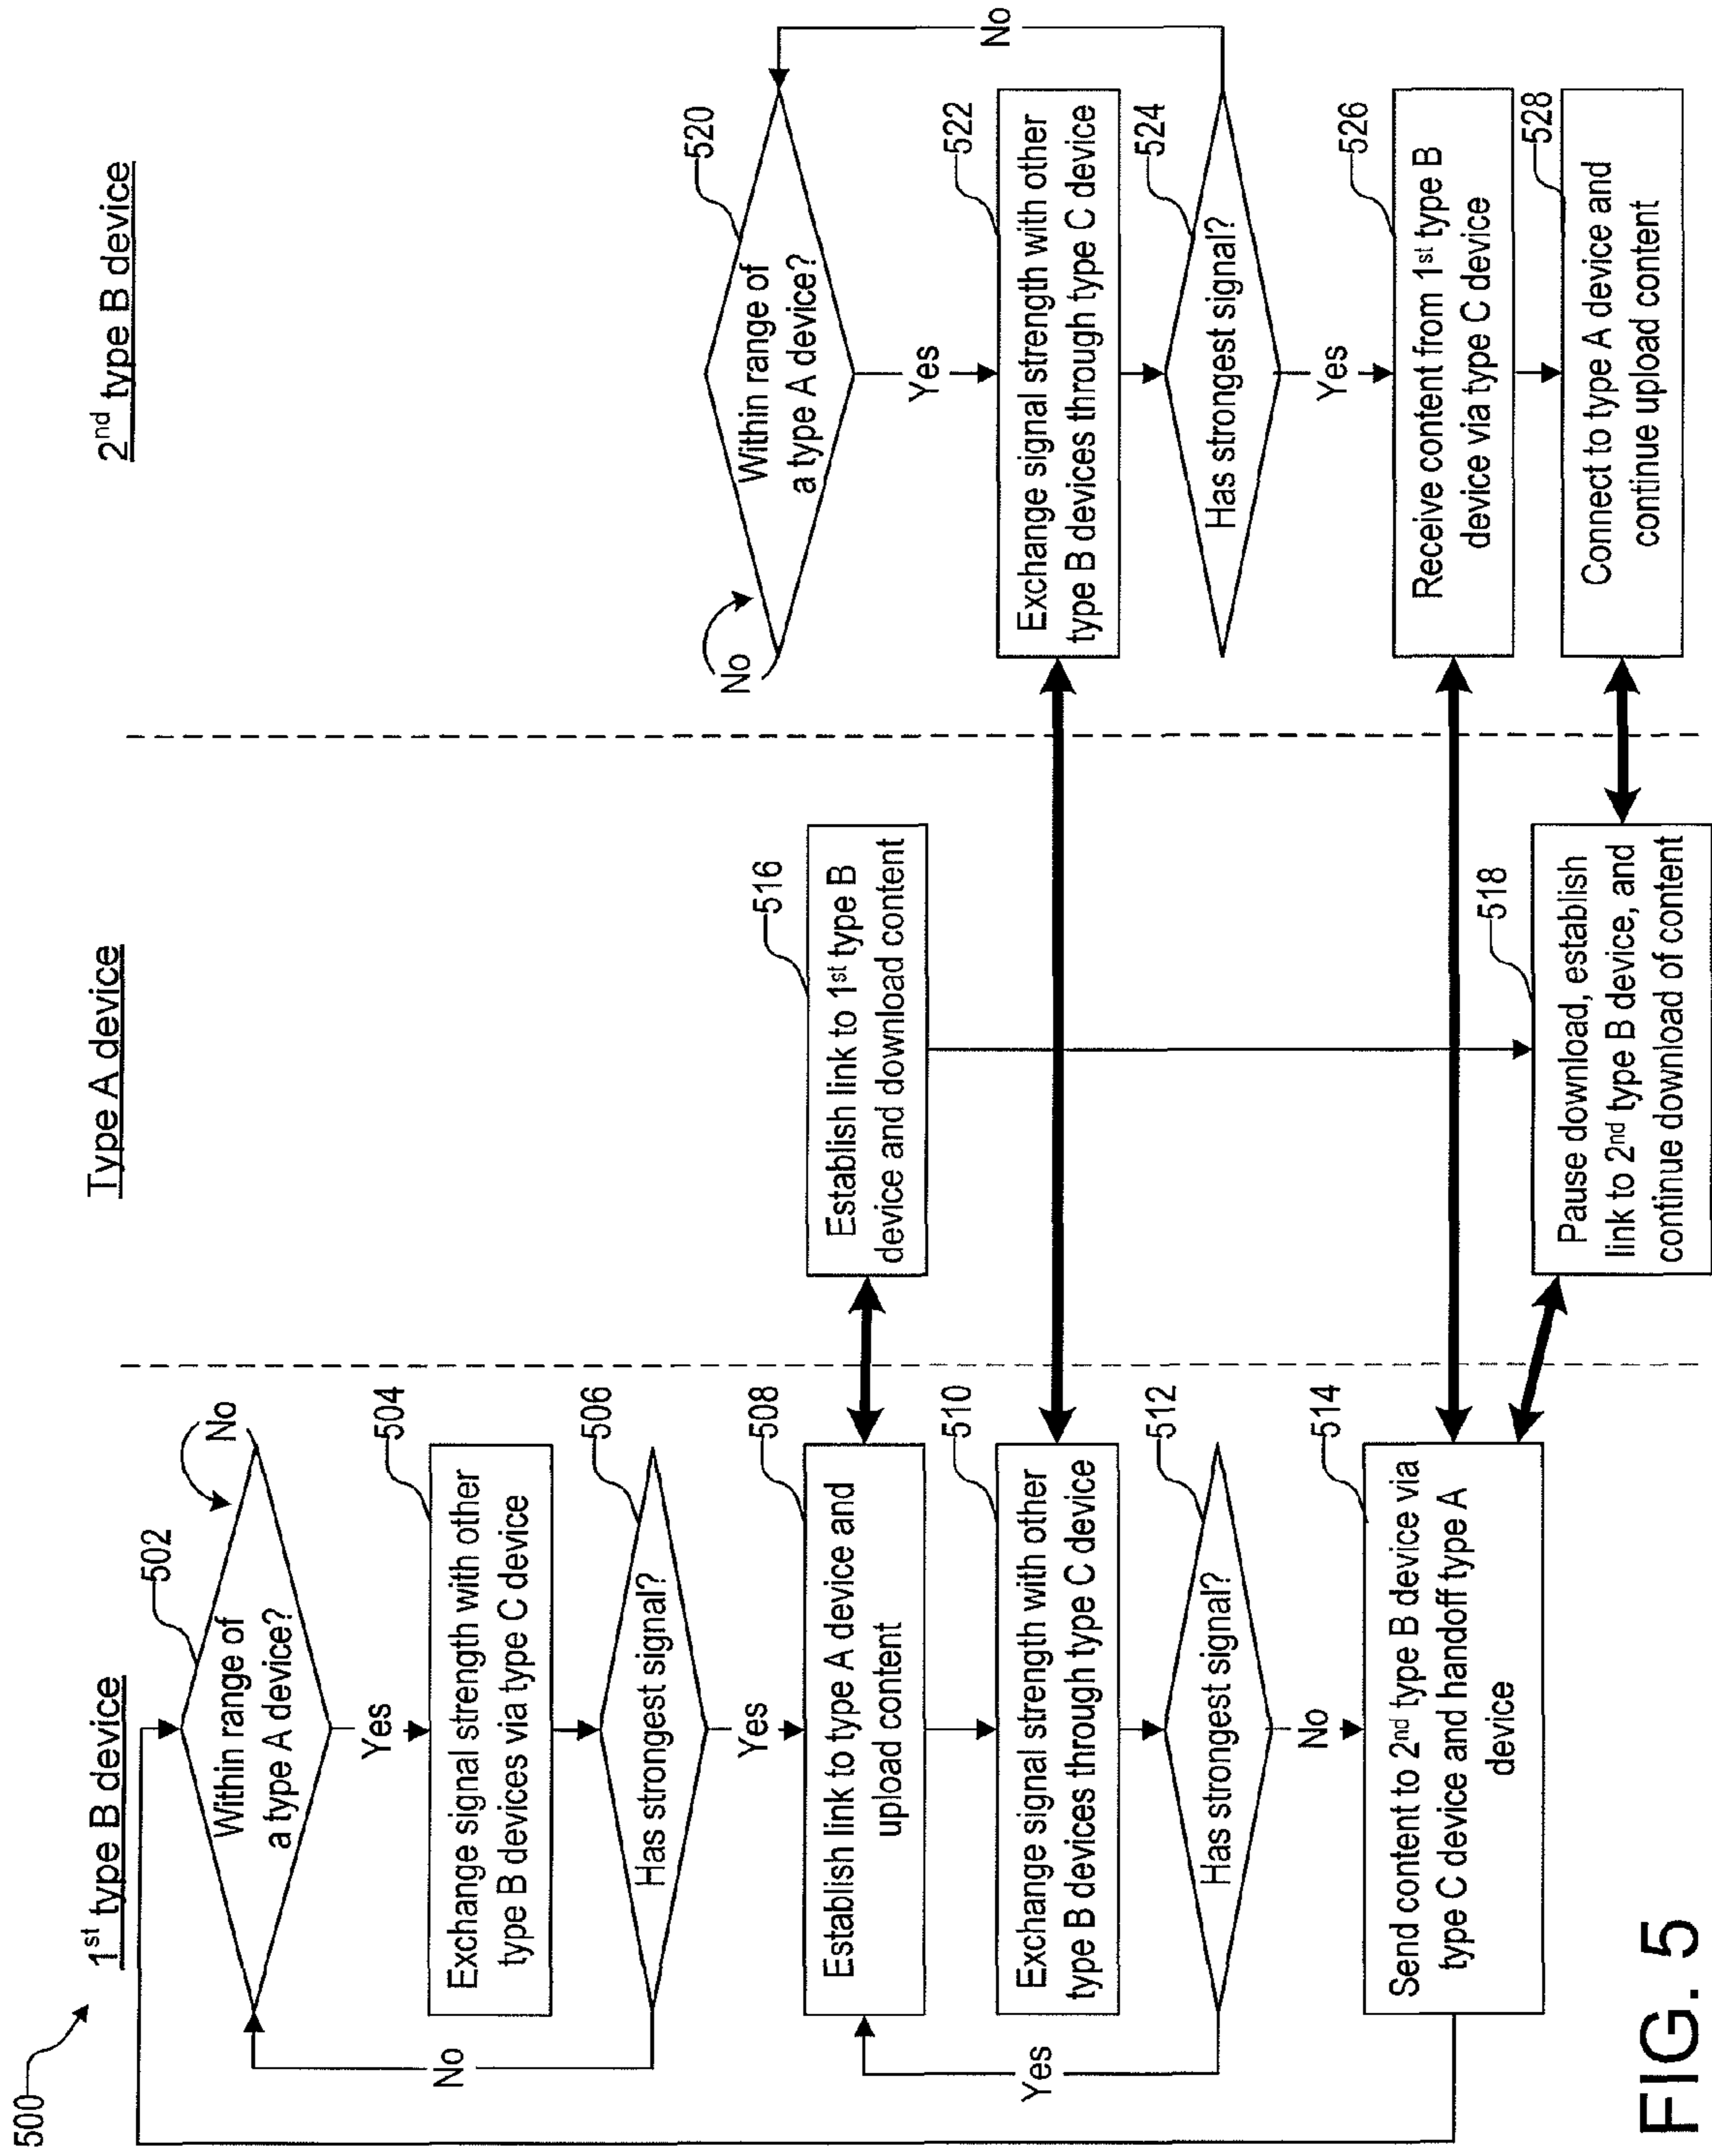 500
1st type B device
Type A device
2nd type B device
502
Within range of
a type A device?
No
Yes
504
Exchange signal strength with other
type B devices via type C device
506
Has strongest signal?
No
Yes
508
Establish link to type A device and
upload content
510
Exchange signal strength with other
type B devices through type C device
512
Has strongest signal?
Yes
No
514
Send content to 2nd type B device via
type C device and handoff type A
device
516
Establish link to 1st type B
device and download content
518
Pause download, establish
link to 2nd type B device, and
continue download of content
520
Within range of
a type A device?
No
Yes
522
Exchange signal strength with other
type B devices through type C device
524
Has strongest signal?
No
Yes
526
Receive content from 1st type B
device via type C device
528
Connect to type A device and
continue upload content
FIG. 5